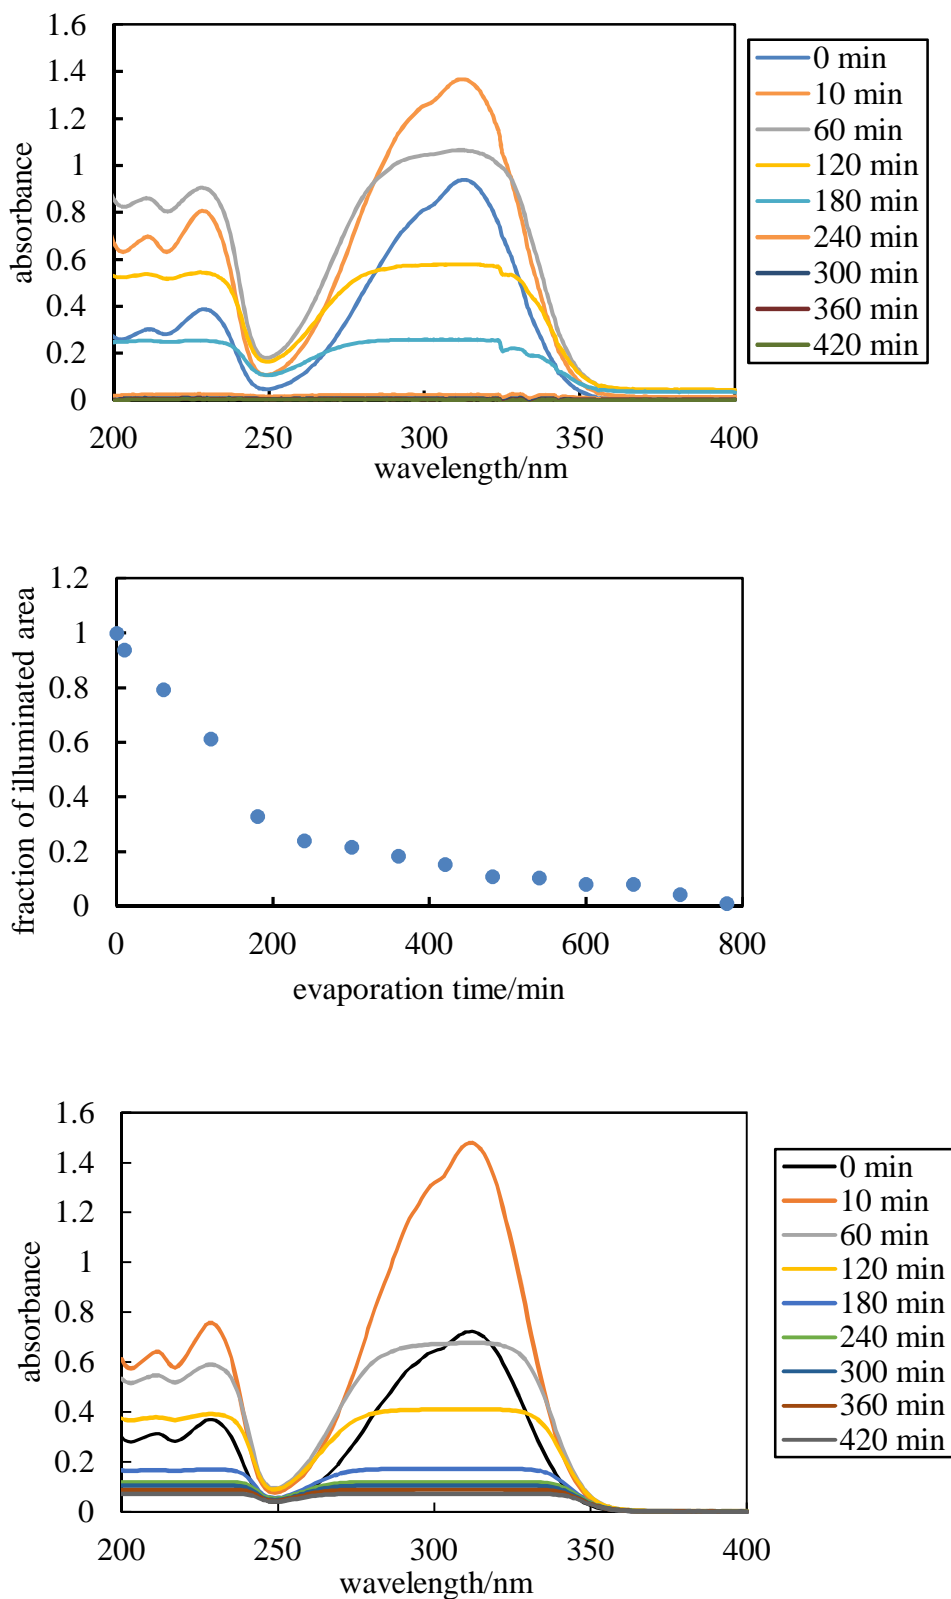 1.6
1.4
1.2
1
0.8
0.6
0.4
0.2
0
absorbance
200
250
300
350
400
wavelength/nm
0 min
10 min
60 min
120 min
180 min
240 min
300 min
360 min
420 min
1.2
1
0.8
0.6
0.4
0.2
0
fraction of illuminated area
0
200
400
600
800
evaporation time/min
1.6
1.4
1.2
1
0.8
0.6
0.4
0.2
0
absorbance
200
250
300
350
400
wavelength/nm
0 min
10 min
60 min
120 min
180 min
240 min
300 min
360 min
420 min